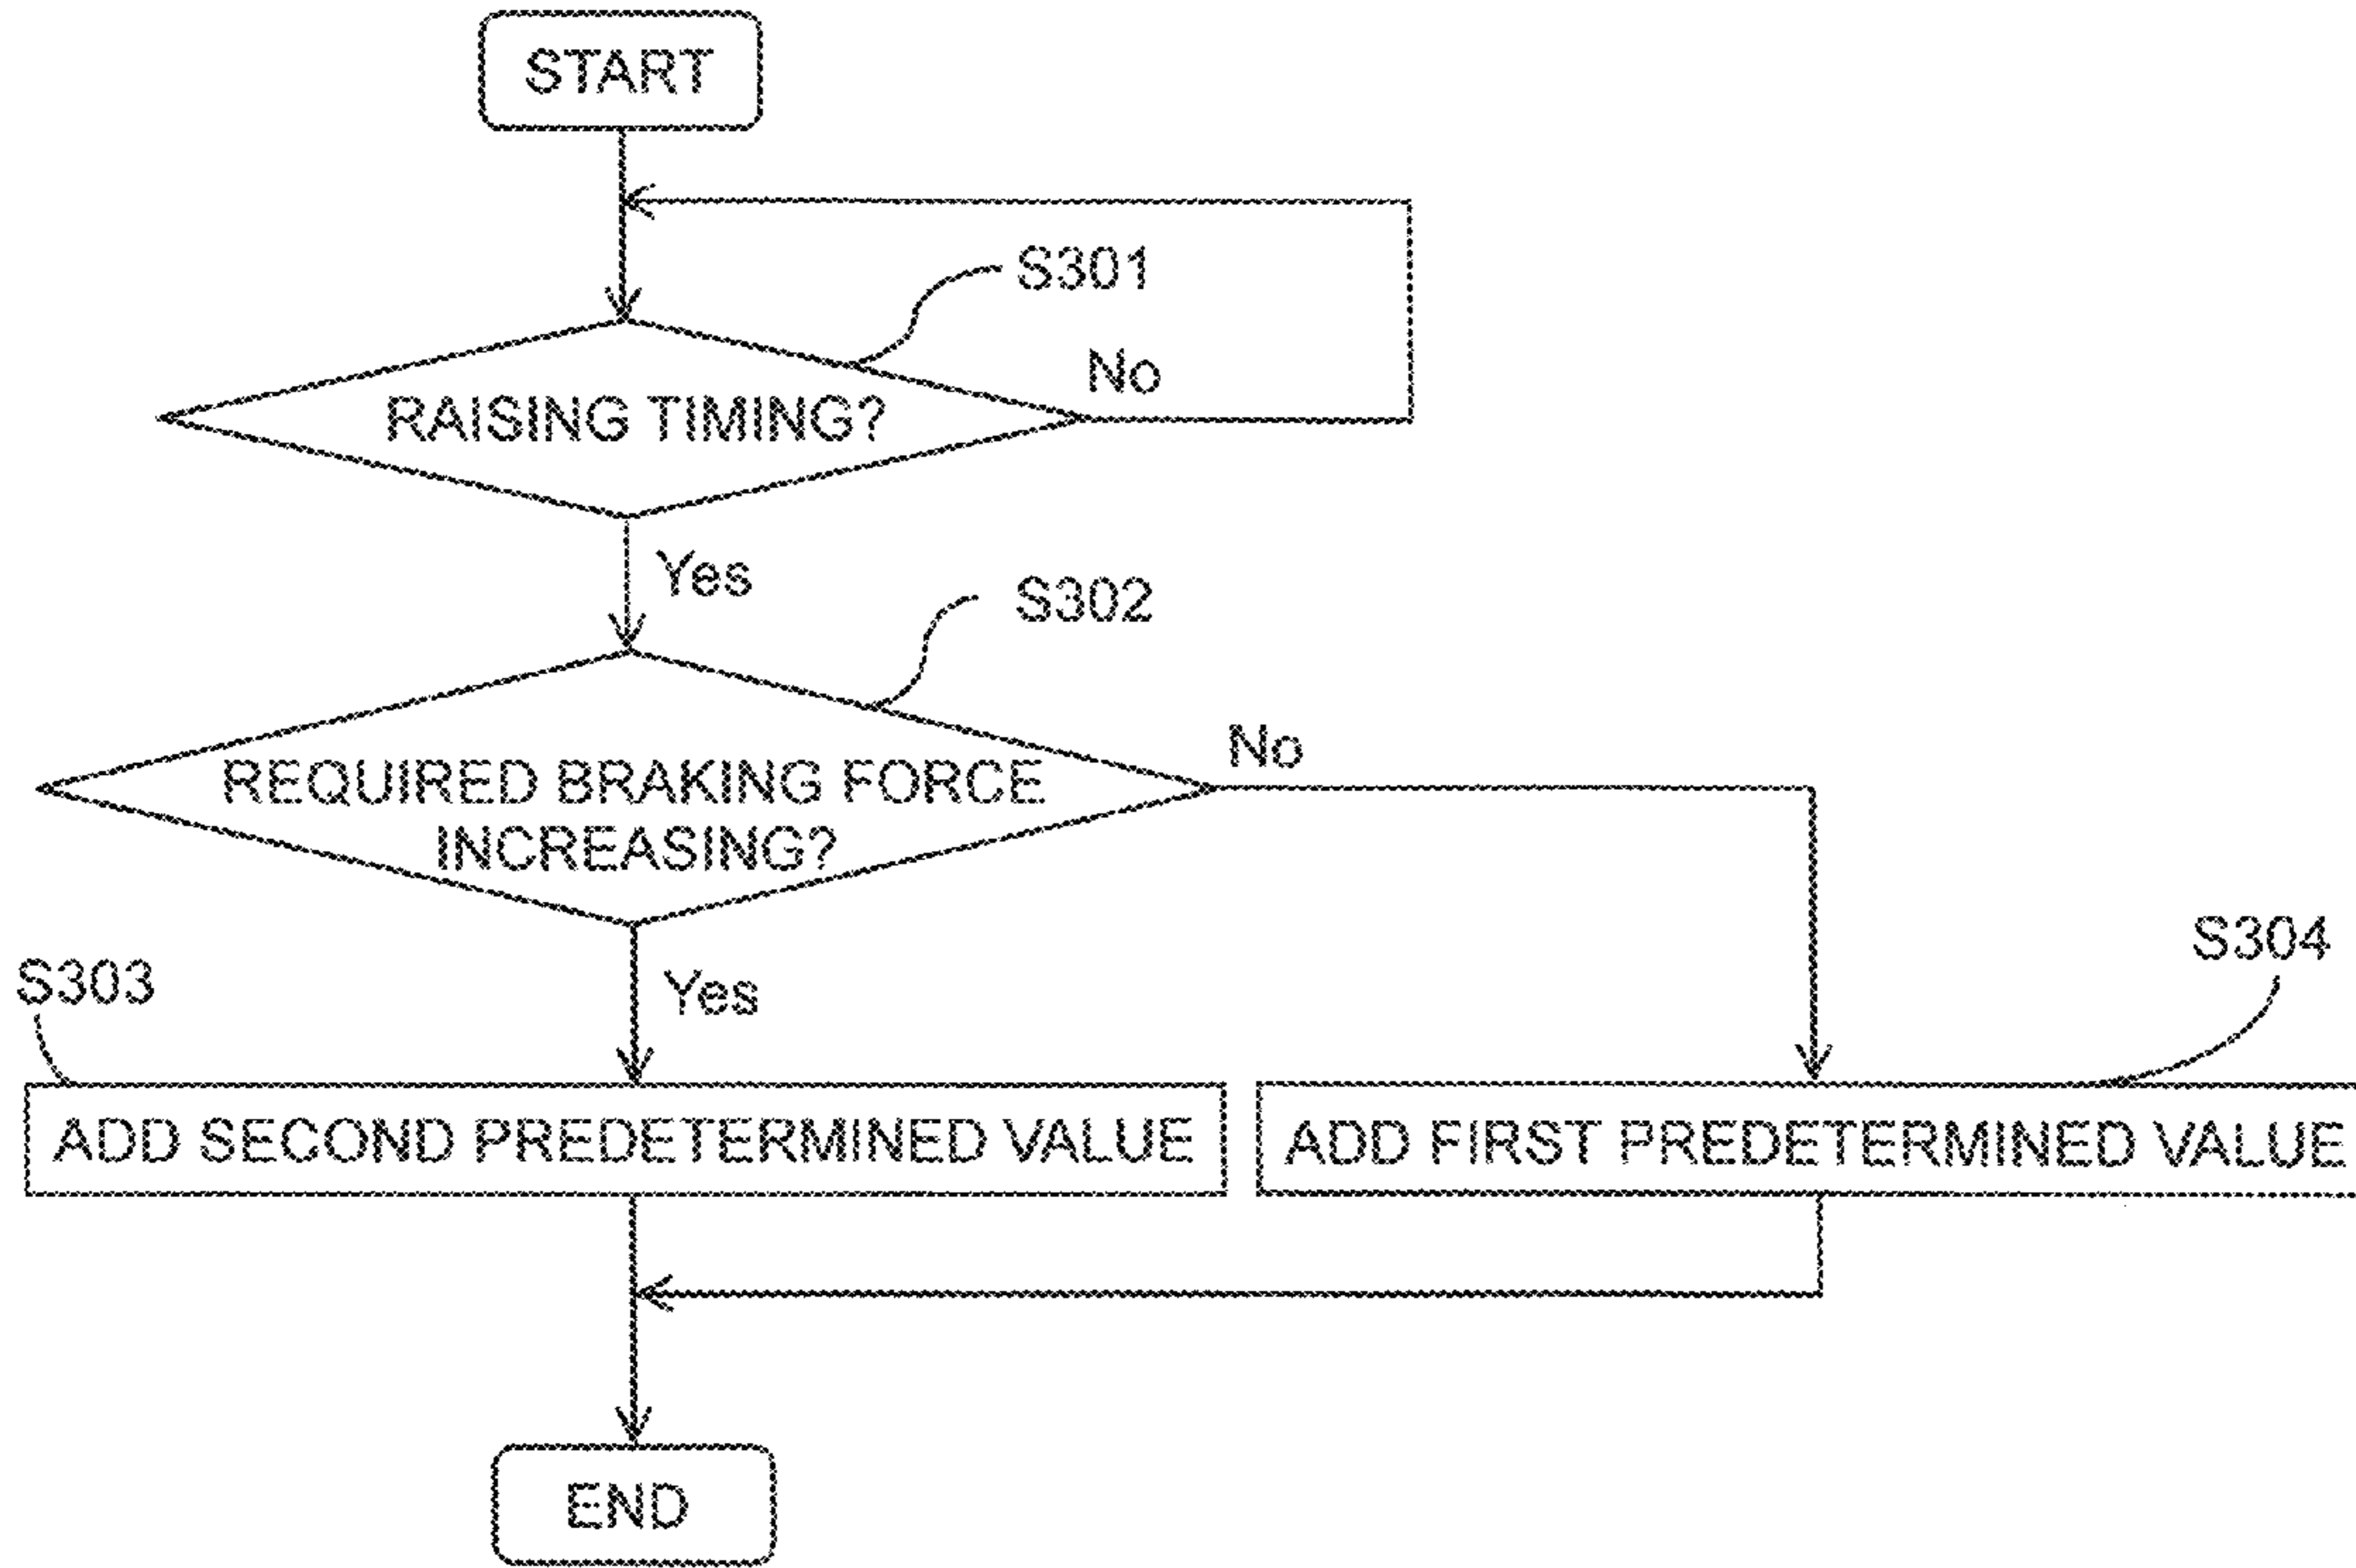 START
S301
No
RAISING TIMING?
Yes
S302
No
REQUIRED BRAKING FORCE
INCREASING?
S304
S303
Yes
ADD SECOND PREDETERMINED VALUE
ADD FIRST PREDETERMINED VALUE
END